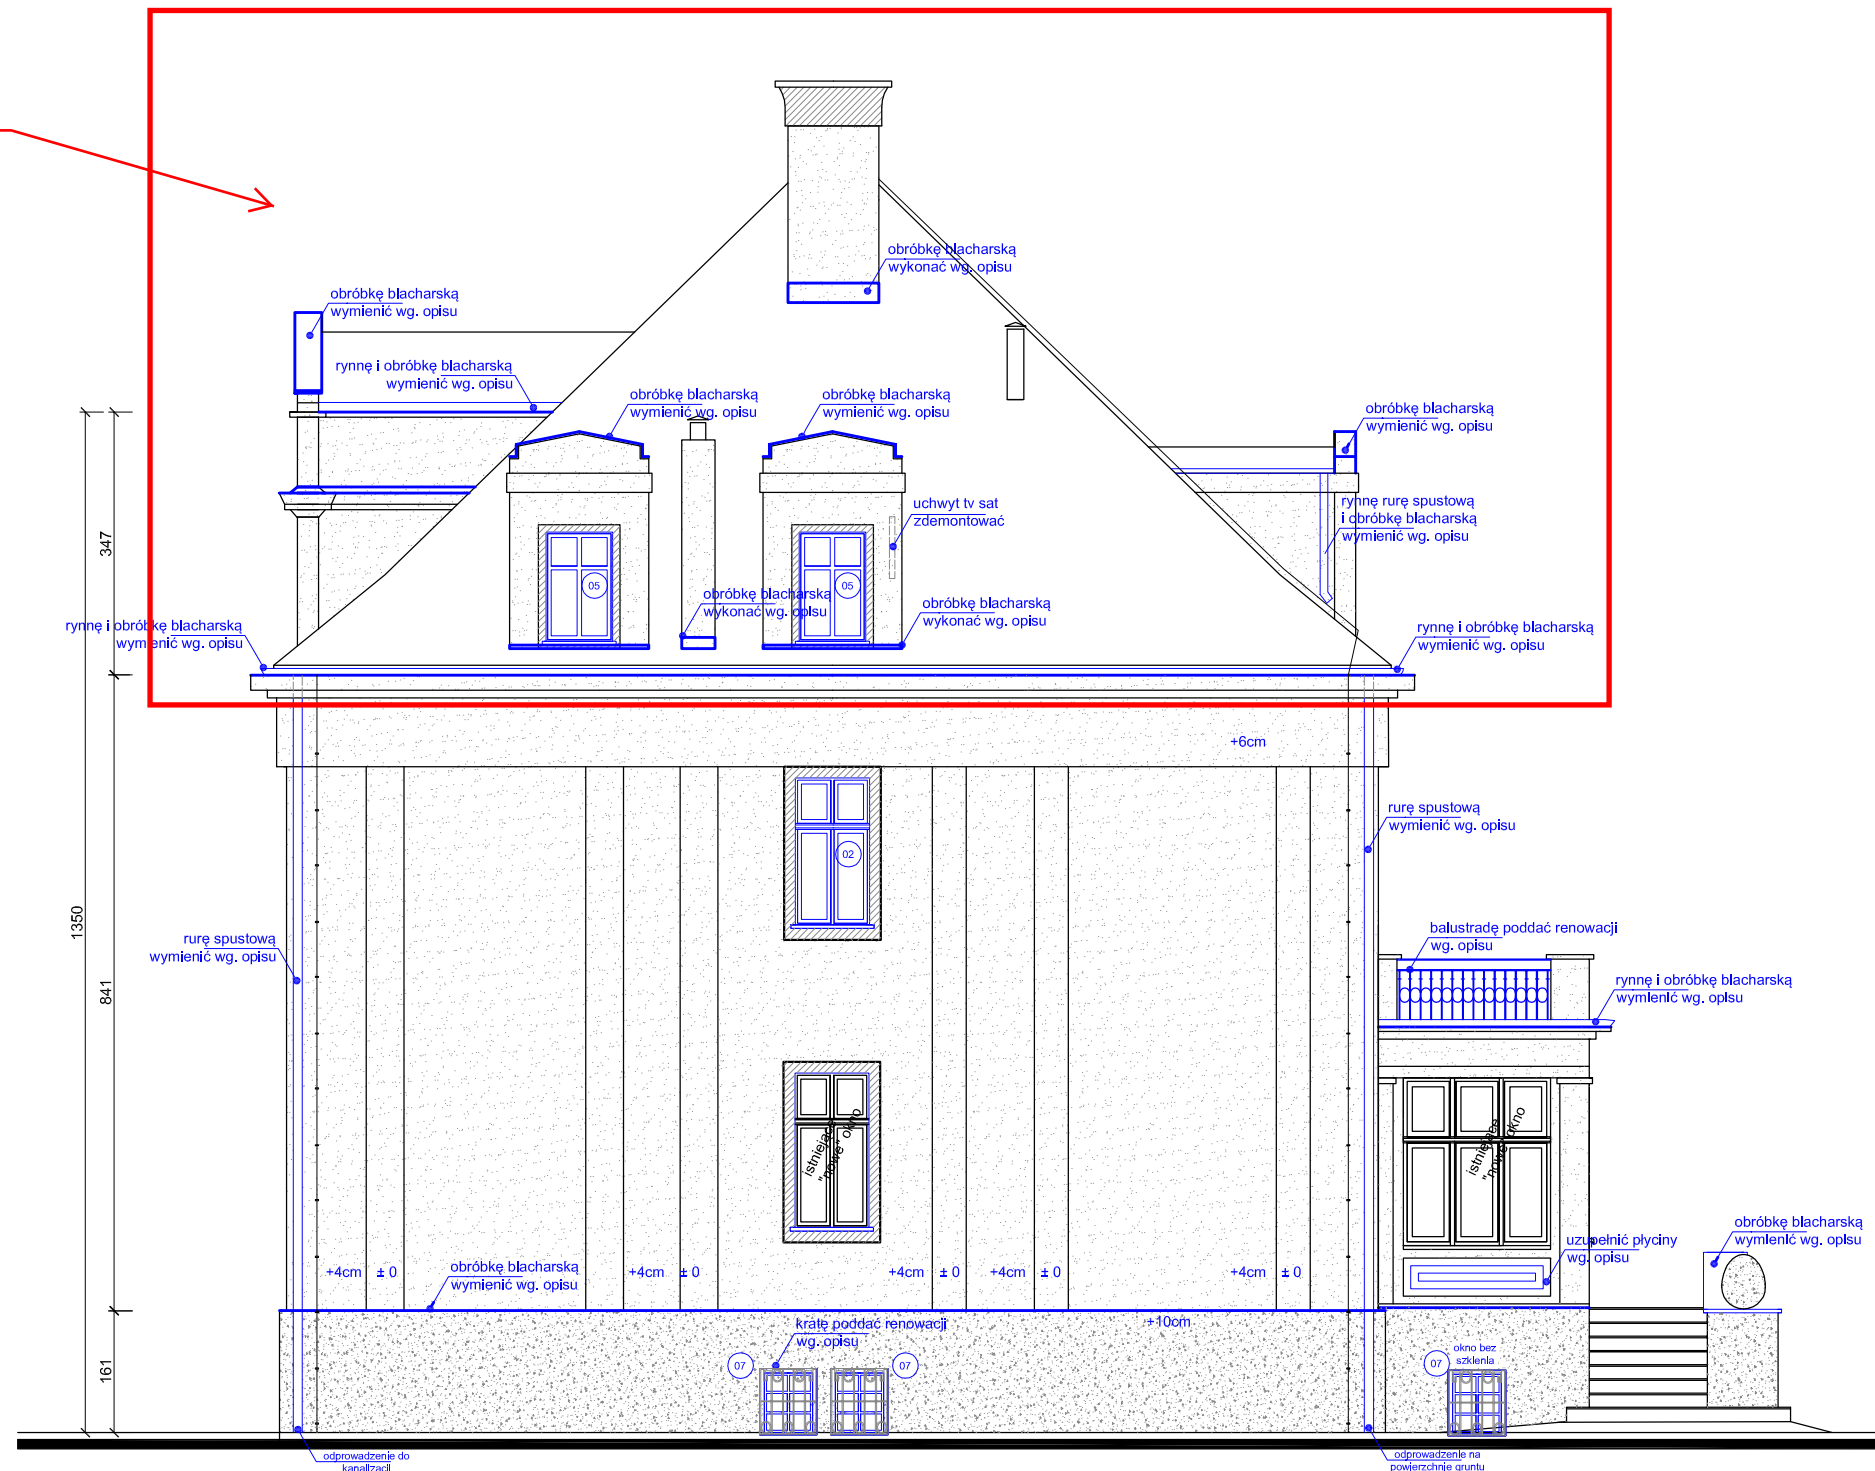 obróbkę blacharską
wykonać wg. opisu
obróbkę blacharską
wymienić wg. opisu
rynnę i obróbkę blacharską
wymienić wg. opisu
obróbkę blacharską
wymienić wg. opisu
obróbkę blacharską
wymienić wg. opisu
obróbkę blacharską
wymienić wg. opisu
uchwyt tv sat
zdemontować
rynnę rurę spustową
i obróbkę blacharską
wymienić wg. opisu
347
05
05
obróbkę blacharską
wykonać wg. opisu
obróbkę blacharską
wykonać wg. opisu
rynnę i obróbkę blacharską
wymienić wg. opisu
rynnę i obróbkę blacharską
wymienić wg. opisu
+6cm
rurę spustową
wymienić wg. opisu
02
1350
841
rurę spustową
wymienić wg. opisu
balustradę poddać renowacji
wg. opisu
rynnę i obróbkę blacharską
wymienić wg. opisu
istniejące
"nowe" okno
istniejące
"nowe" okno
obróbkę blacharską
wymienić wg. opisu
uzupełnić płyciny
wg. opisu
+4cm ± 0
obróbkę blacharską
wymienić wg. opisu
+4cm ± 0
+4cm ± 0
+4cm ± 0
+4cm ± 0
+10cm
kratę poddać renowacji
wg. opisu
161
07
07
07
okno bez
szklenia
odprowadzenie do
kanalizacji
odprowadzenie na
powierzchnię gruntu